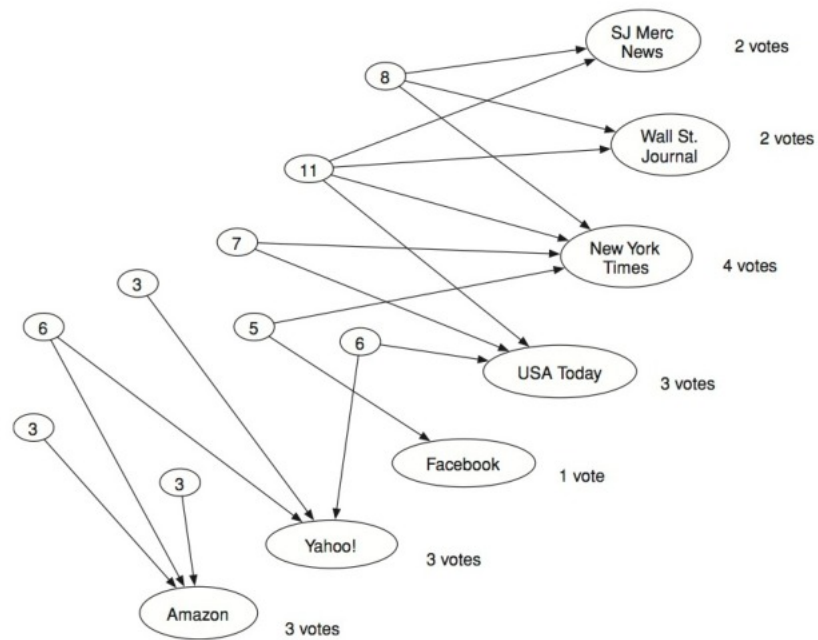 SJ Merc
News
2 votes
8
Wall St.
Journal
2 votes
11
7
New York
Times
4 votes
3
6
5
6
USA Today
3 votes
3
Facebook
1 vote
3
Yahoo!
3 votes
Amazon
3 votes